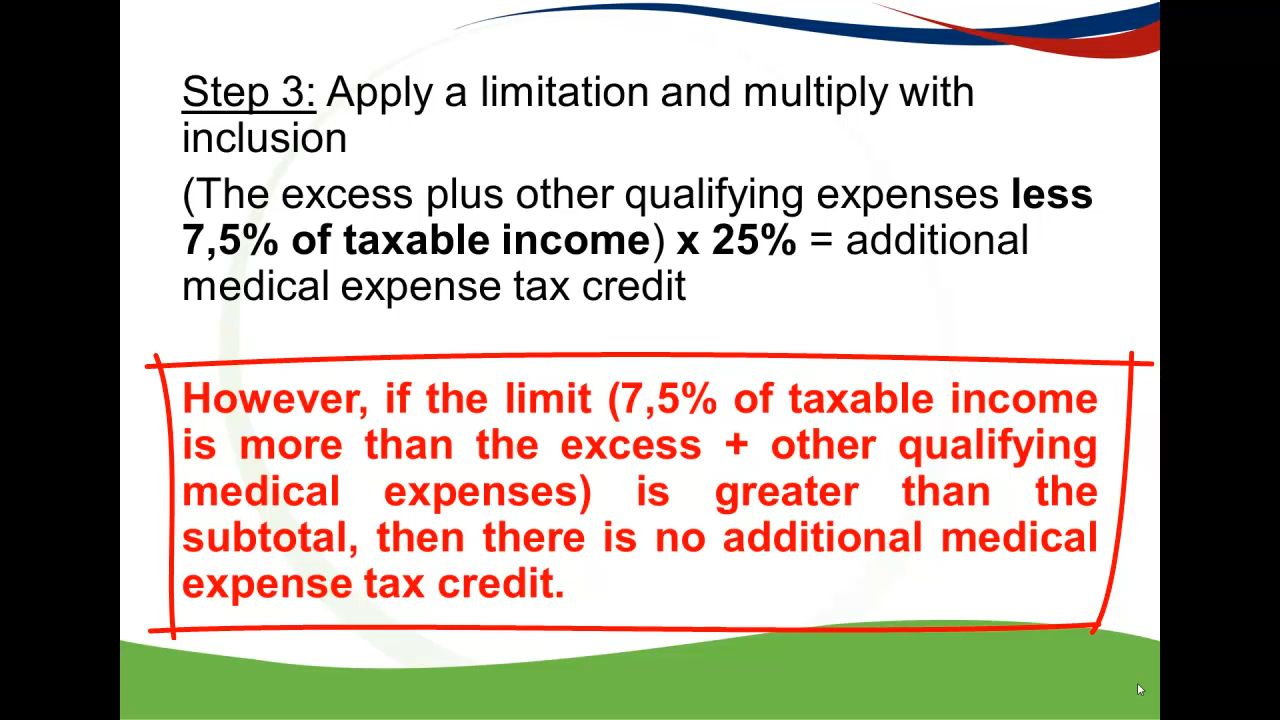 Step 3: Apply a limitation and multiply with
inclusion
(The excess plus other qualifying expenses less
7,5% of taxable income) x 25% = additional
medical expense tax credit
However, if the limit (7,5% of taxable income
is more than the excess + other qualifying
medical expenses) is greater than the
subtotal, then there is no additional medical
expense tax credit.